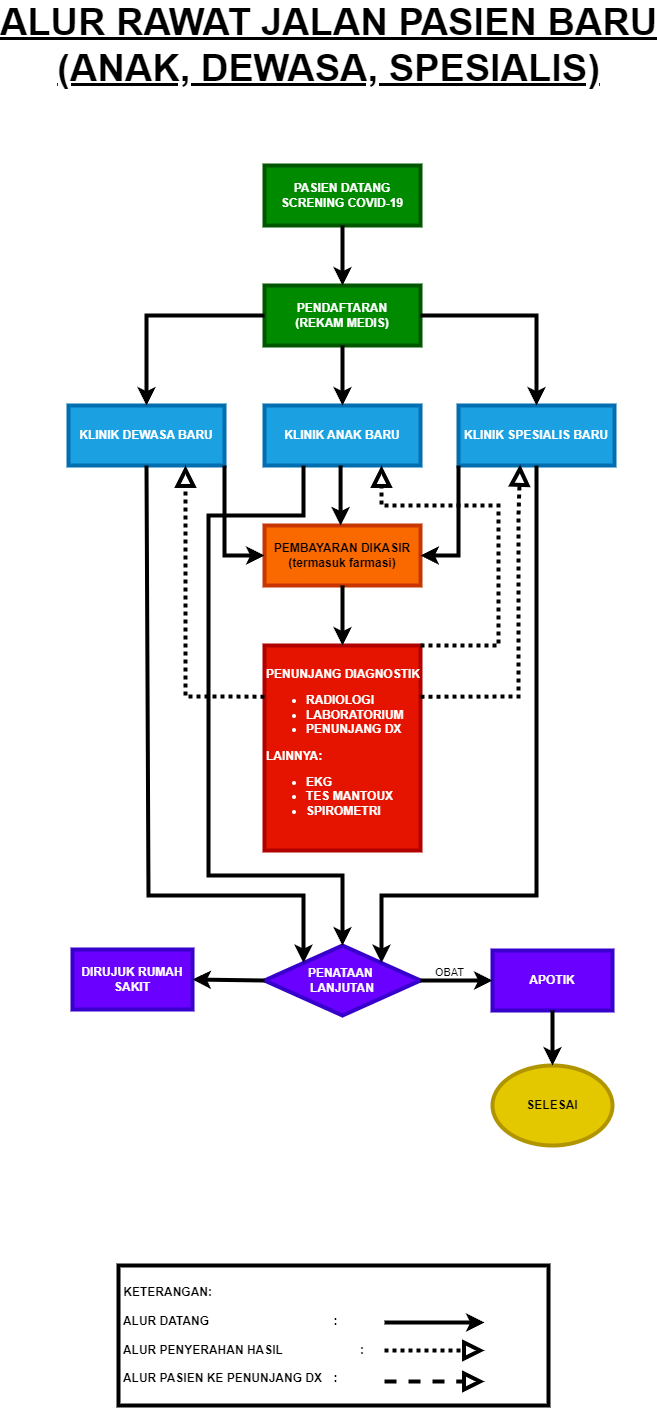 ALUR RAWAT JALAN PASIEN BARU
(ANAK, DEWASA, SPESIALIS)
PASIEN DATANG
SCRENING COVID-19
PENDAFTARAN
(REKAM MEDIS)
KLINIK DEWASA BARU
KLINIK ANAK BARU
KLINIK SPESIALIS BARU
PEMBAYARAN DIKASIR
(termasuk farmasi)
PENUNJANG DIAGNOSTIK
• RADIOLOGI
• LABORATORIUM
• PENUNJANG DX
LAINNYA:
• EKG
• TES MANTOUX
• SPIROMETRI
DIRUJUK RUMAH
SAKIT
PENATAAN
LANJUTAN
OBAT
APOTIK
SELESAI
KETERANGAN:
ALUR DATANG :
ALUR PENYERAHAN HASIL :
ALUR PASIEN KE PENUNJANG DX :